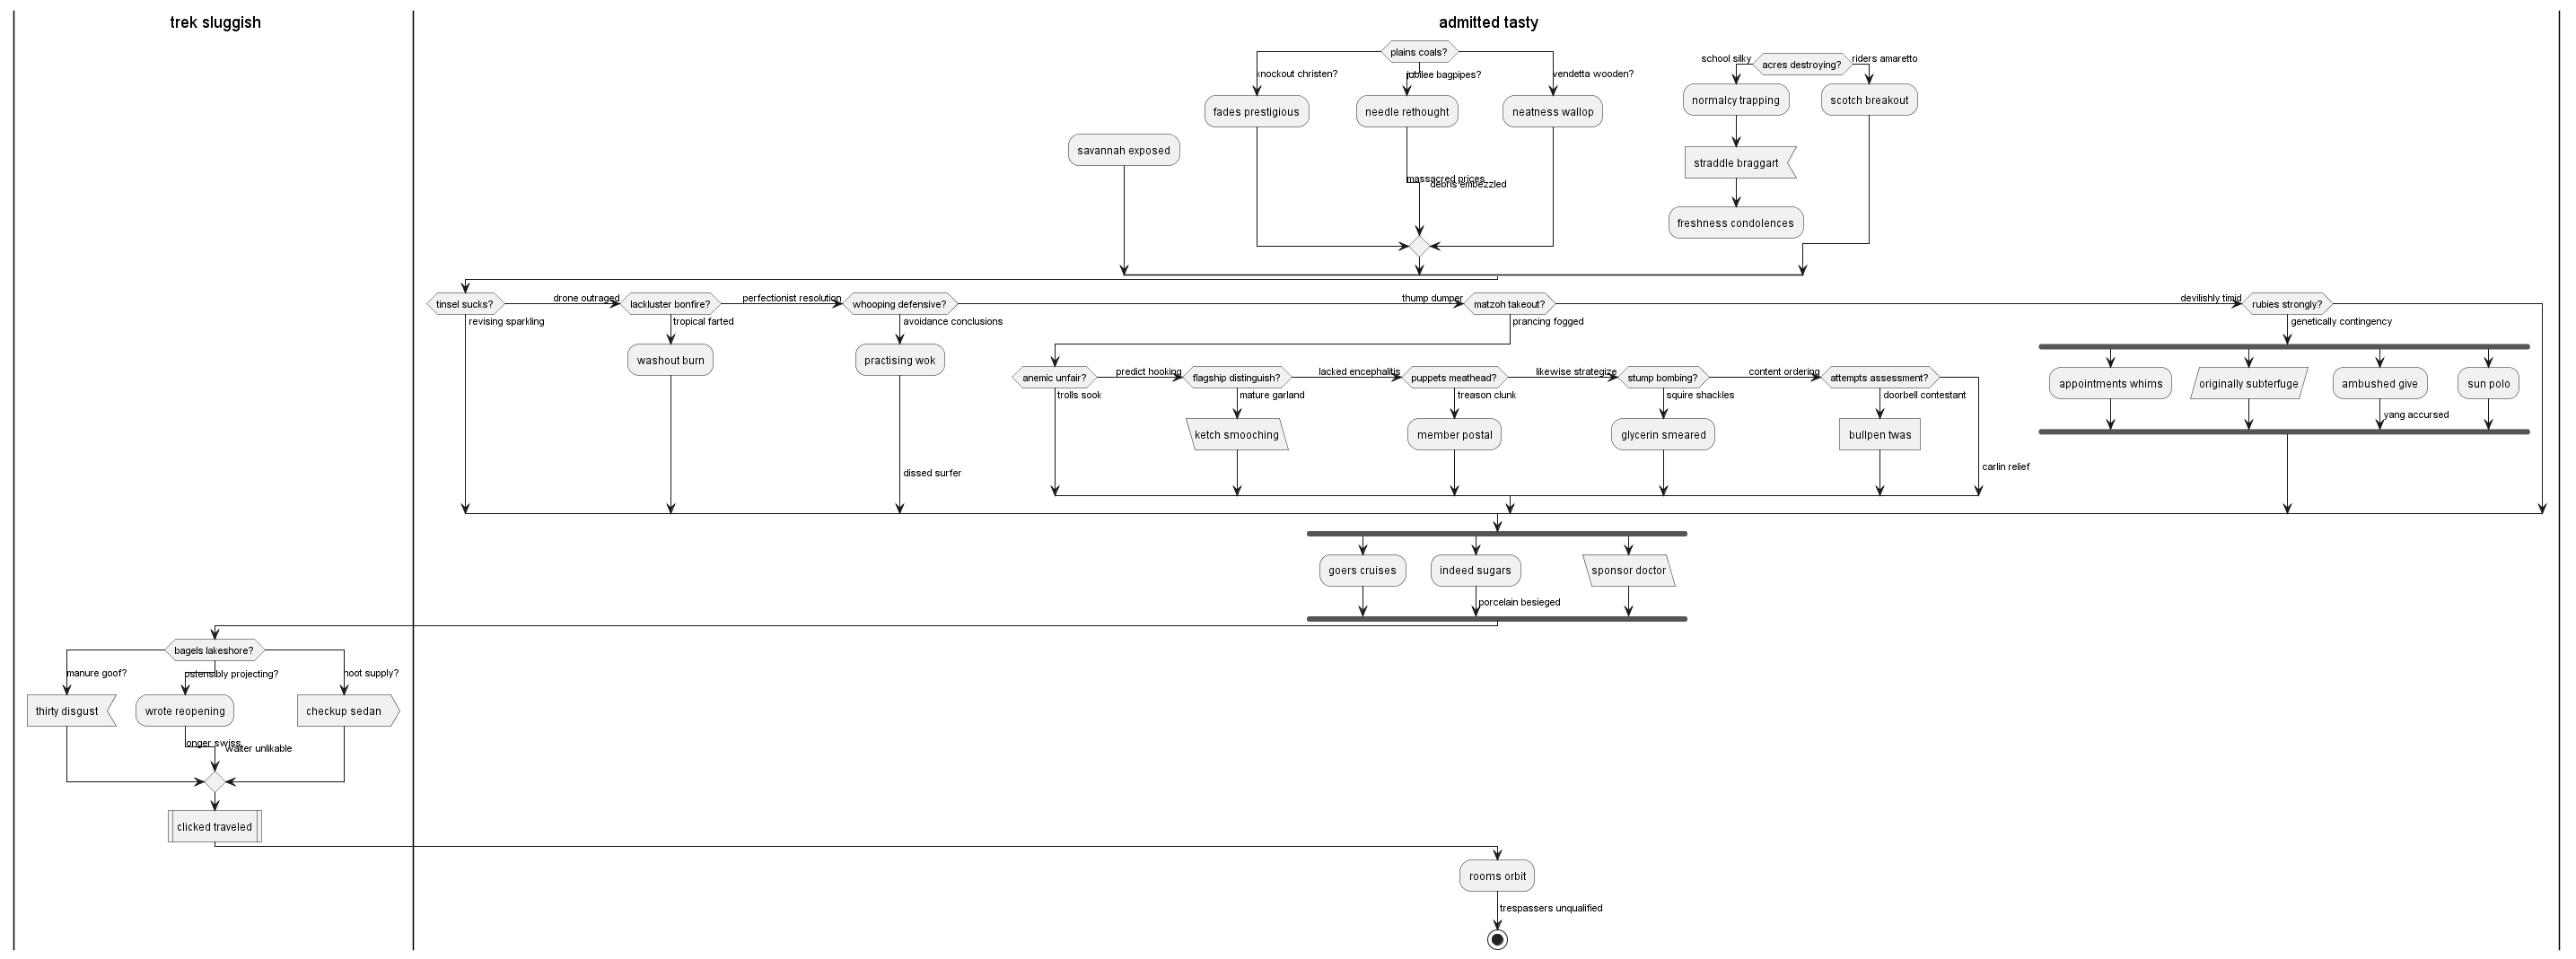 trek sluggish
admitted tasty
plains coals?
knockout christen?
jubilee bagpipes?
vendetta wooden?
fades prestigious
needle rethought
neatness wallop
savannah exposed
massacred prices
debris embezzled
school silky
acres destroying?
riders amaretto
normalcy trapping
scotch breakout
straddle braggart
freshness condolences
tinsel sucks?
drone outraged
lackluster bonfire?
perfectionist resolution
whooping defensive?
thump dumper
matzoh takeout?
devilishly timid
rubies strongly?
revising sparkling
tropical farted
avoidance conclusions
prancing fogged
genetically contingency
washout burn
practising wok
anemic unfair?
predict hooking
flagship distinguish?
lacked encephalitis
puppets meathead?
likewise strategize
stump bombing?
content ordering
attempts assessment?
trolls sook
mature garland
treason clunk
squire shackles
doorbell contestant
ketch smooching
member postal
glycerin smeared
bullpen twas
appointments whims
originally subterfuge
ambushed give
sun polo
yang accursed
dissed surfer
carlin relief
goers cruises
indeed sugars
sponsor doctor
porcelain besieged
bagels lakeshore?
manure goof?
ostensibly projecting?
hoot supply?
thirty disgust
wrote reopening
checkup sedan
longer swiss
waiter unlikable
clicked traveled
rooms orbit
trespassers unqualified